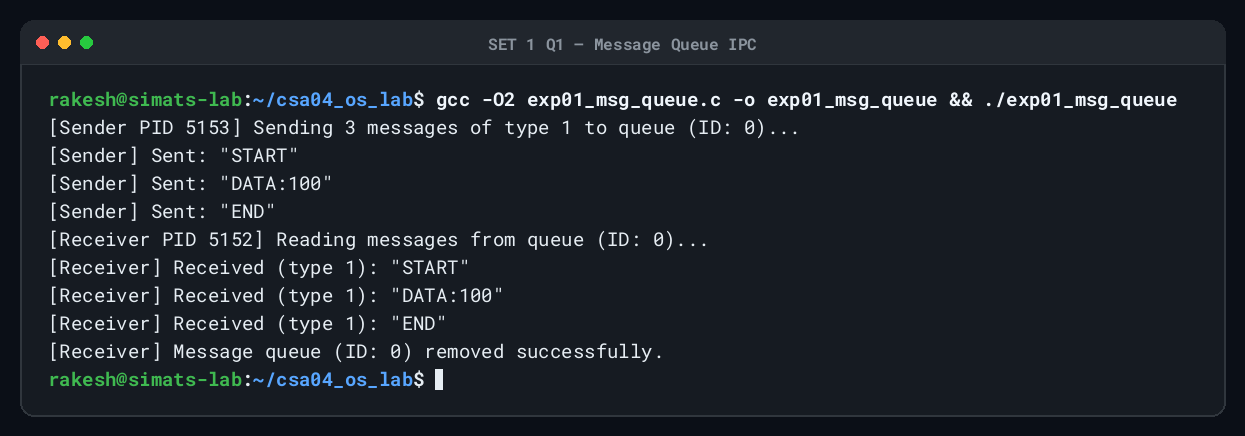 SET 1 Q1 – Message Queue IPC
rakesh@simats-lab:~/csa04_os_lab$ gcc -O2 exp01_msg_queue.c -o exp01_msg_queue && ./exp01_msg_queue
[Sender PID 5153] Sending 3 messages of type 1 to queue (ID: 0)...
[Sender] Sent: "START"
[Sender] Sent: "DATA:100"
[Sender] Sent: "END"
[Receiver PID 5152] Reading messages from queue (ID: 0)...
[Receiver] Received (type 1): "START"
[Receiver] Received (type 1): "DATA:100"
[Receiver] Received (type 1): "END"
[Receiver] Message queue (ID: 0) removed successfully.
rakesh@simats-lab:~/csa04_os_lab$